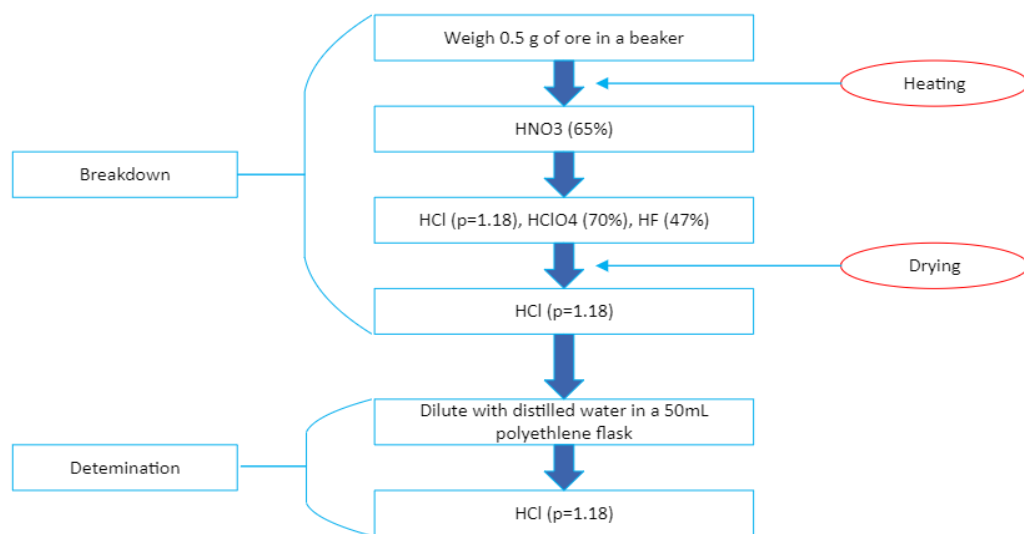 Weigh 0.5 g of ore in a beaker
Heating
HNO3 (65%)
Breakdown
HCl (p=1.18), HClO4 (70%), HF (47%)
Drying
HCl (p=1.18)
Dilute with distilled water in a 50mL
polyethlene flask
Detemination
HCl (p=1.18)